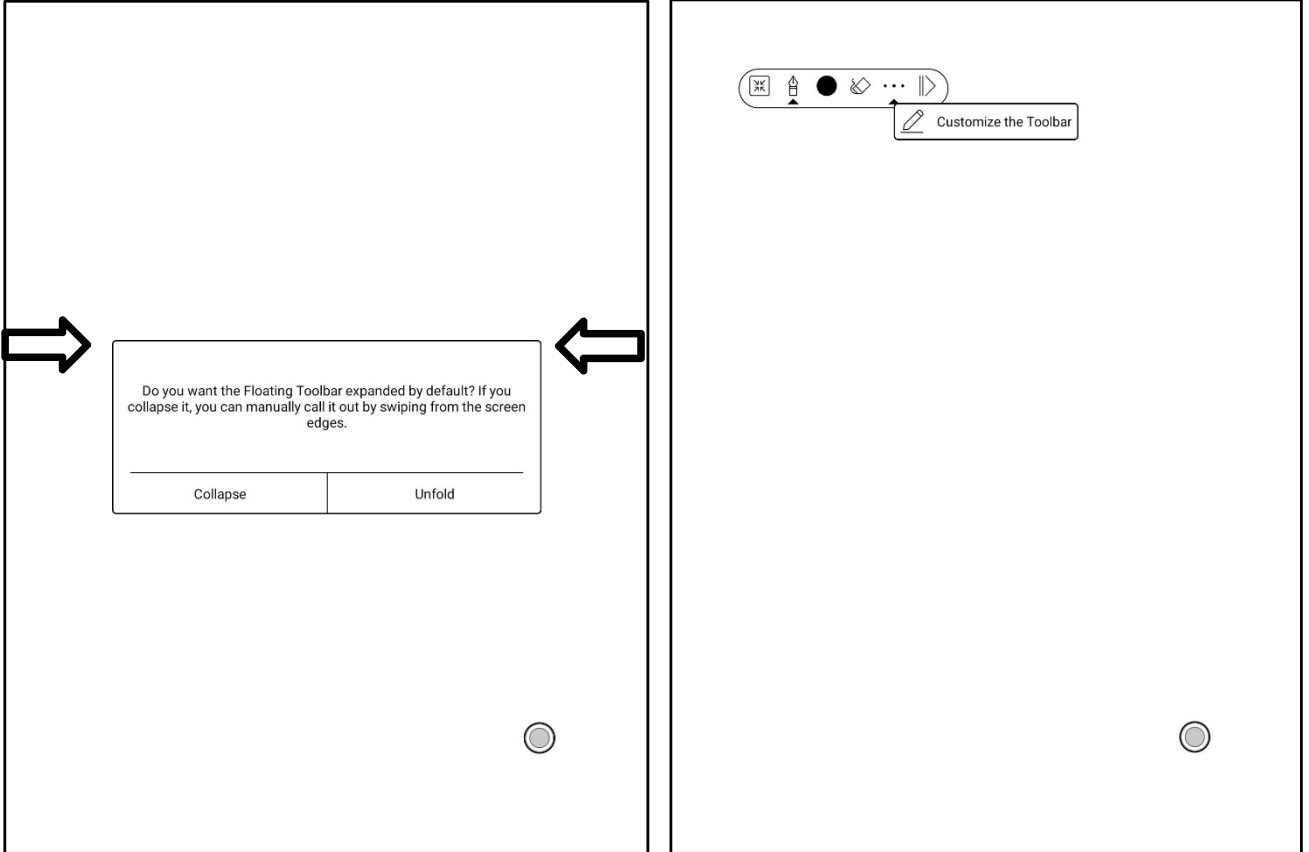 Do you want the Floating Toolbar expanded by default? If you
collapse it, you can manually call it out by swiping from the screen
edges.
Collapse
Unfold
Customize the Toolbar